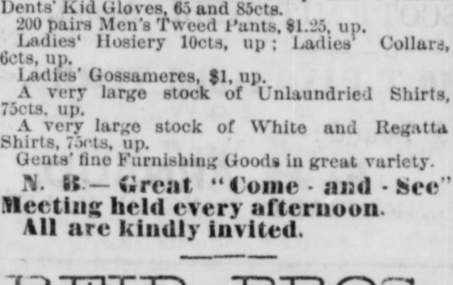 Dents' Kid Gloves, 65 and 85cts.
200 pairs Men's Tweed Pants, $1.25, up.
Ladies' Hosiery 10cts, up ; Ladies' Collars,
6cts, up.
Ladies' Gossameres, $1, up.
A very large stock of Unlaundried Shirts,
75cts. up.
A very large stock of White and Regatta
Shirts, 75cts, up.
Gents' fine Furnishing Goods in great variety.
N. B.— Great "Come - and - See"
Meeting held every afternoon.
All are kindly invited.